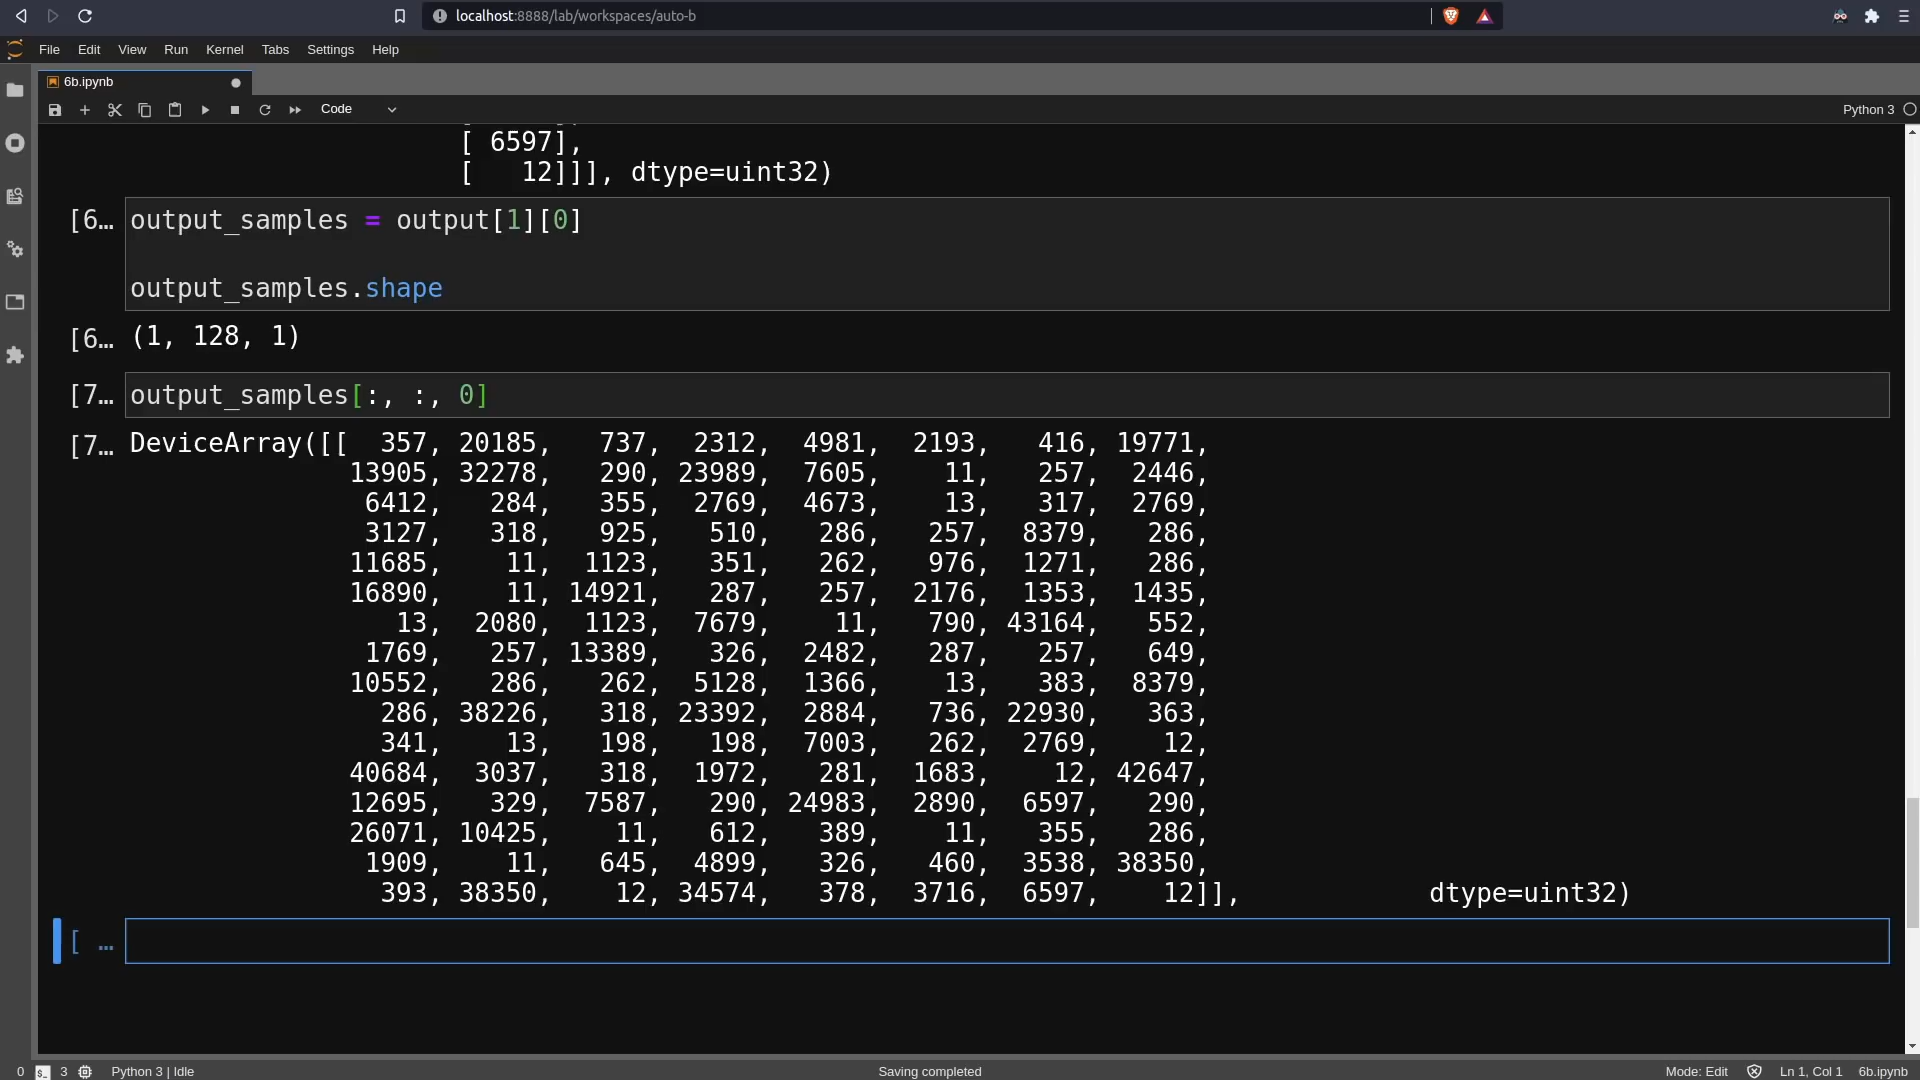 localhost:8888/lab/workspaces/auto-b
File Edit View Run Kernel Tabs Settings Help
6b.ipynb
Code
Python 3
[ 6597],
[   12]]], dtype=uint32)
[6… output_samples = output[1][0]
output_samples.shape
[6… (1, 128, 1)
[7… output_samples[:, :, 0]
[7… DeviceArray([[  357, 20185,   737,  2312,  4981,  2193,   416, 19771,
13905, 32278,   290, 23989,  7605,    11,   257,  2446,
6412,   284,   355,  2769,  4673,    13,   317,  2769,
3127,   318,   925,   510,   286,   257,  8379,   286,
11685,    11,  1123,   351,   262,   976,  1271,   286,
16890,    11, 14921,   287,   257,  2176,  1353,  1435,
13,  2080,  1123,  7679,    11,   790, 43164,   552,
1769,   257, 13389,   326,  2482,   287,   257,   649,
10552,   286,   262,  5128,  1366,    13,   383,  8379,
286, 38226,   318, 23392,  2884,   736, 22930,   363,
341,    13,   198,   198,  7003,   262,  2769,    12,
40684,  3037,   318,  1972,   281,  1683,    12, 42647,
12695,   329,  7587,   290, 24983,  2890,  6597,   290,
26071, 10425,    11,   612,   389,    11,   355,   286,
1909,    11,   645,  4899,   326,   460,  3538, 38350,
393, 38350,    12, 34574,   378,  3716,  6597,    12]],            dtype=uint32)
[ …
0 $_ 3 Python 3 | Idle Saving completed Mode: Edit Ln 1, Col 1 6b.ipynb